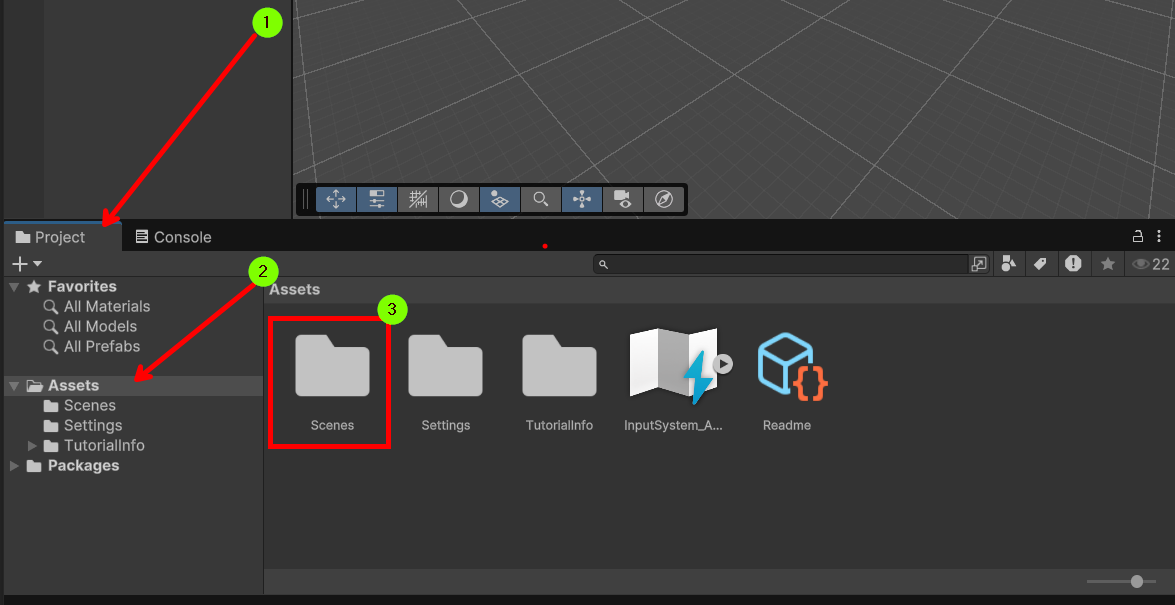 1
Project
Console
22
2
Favorites
All Materials
All Models
All Prefabs
Assets
Scenes
Settings
TutorialInfo
Packages
Assets
3
Scenes
Settings
TutorialInfo
InputSystem_A...
Readme